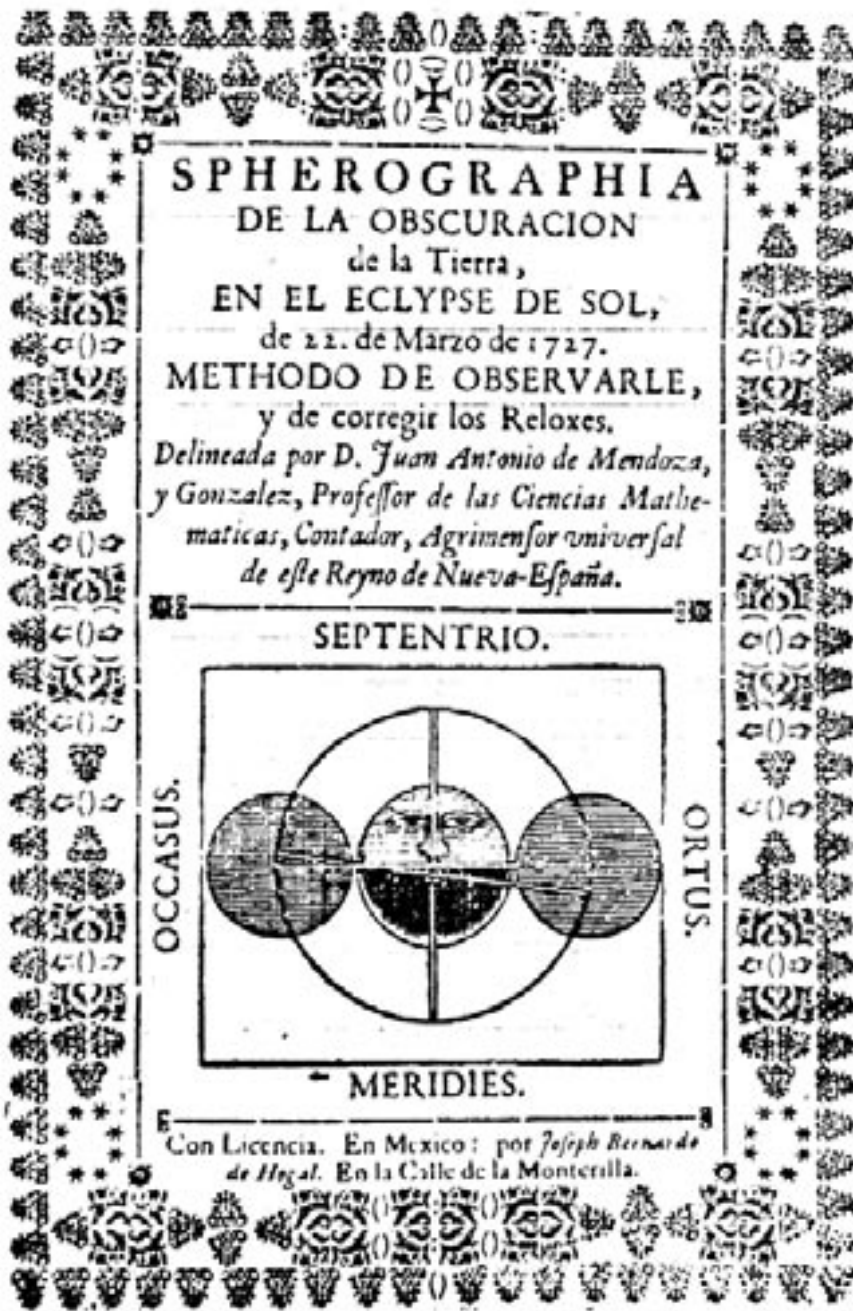 SPHEROGRAPHIA
DE LA OBSCURACION
de la Tierra,
EN EL ECLYPSE DE SOL,
de 22. de Marzo de 1727.
METHODO DE OBSERVARLE,
y de corregir los Reloxes.
Delineada por D. Juan Antonio de Mendoza,
y Gonzalez, Profeſſor de las Ciencias Mathe-
maticas, Contador, Agrimenſor vniverſal
de eſte Reyno de Nueva-Eſpaña.
SEPTENTRIO.
OCCASUS.
ORTUS.
MERIDIES.
Con Licencia. En Mexico: por Joſeph Bernardo
de Hogal. En la Calle de la Monterilla.